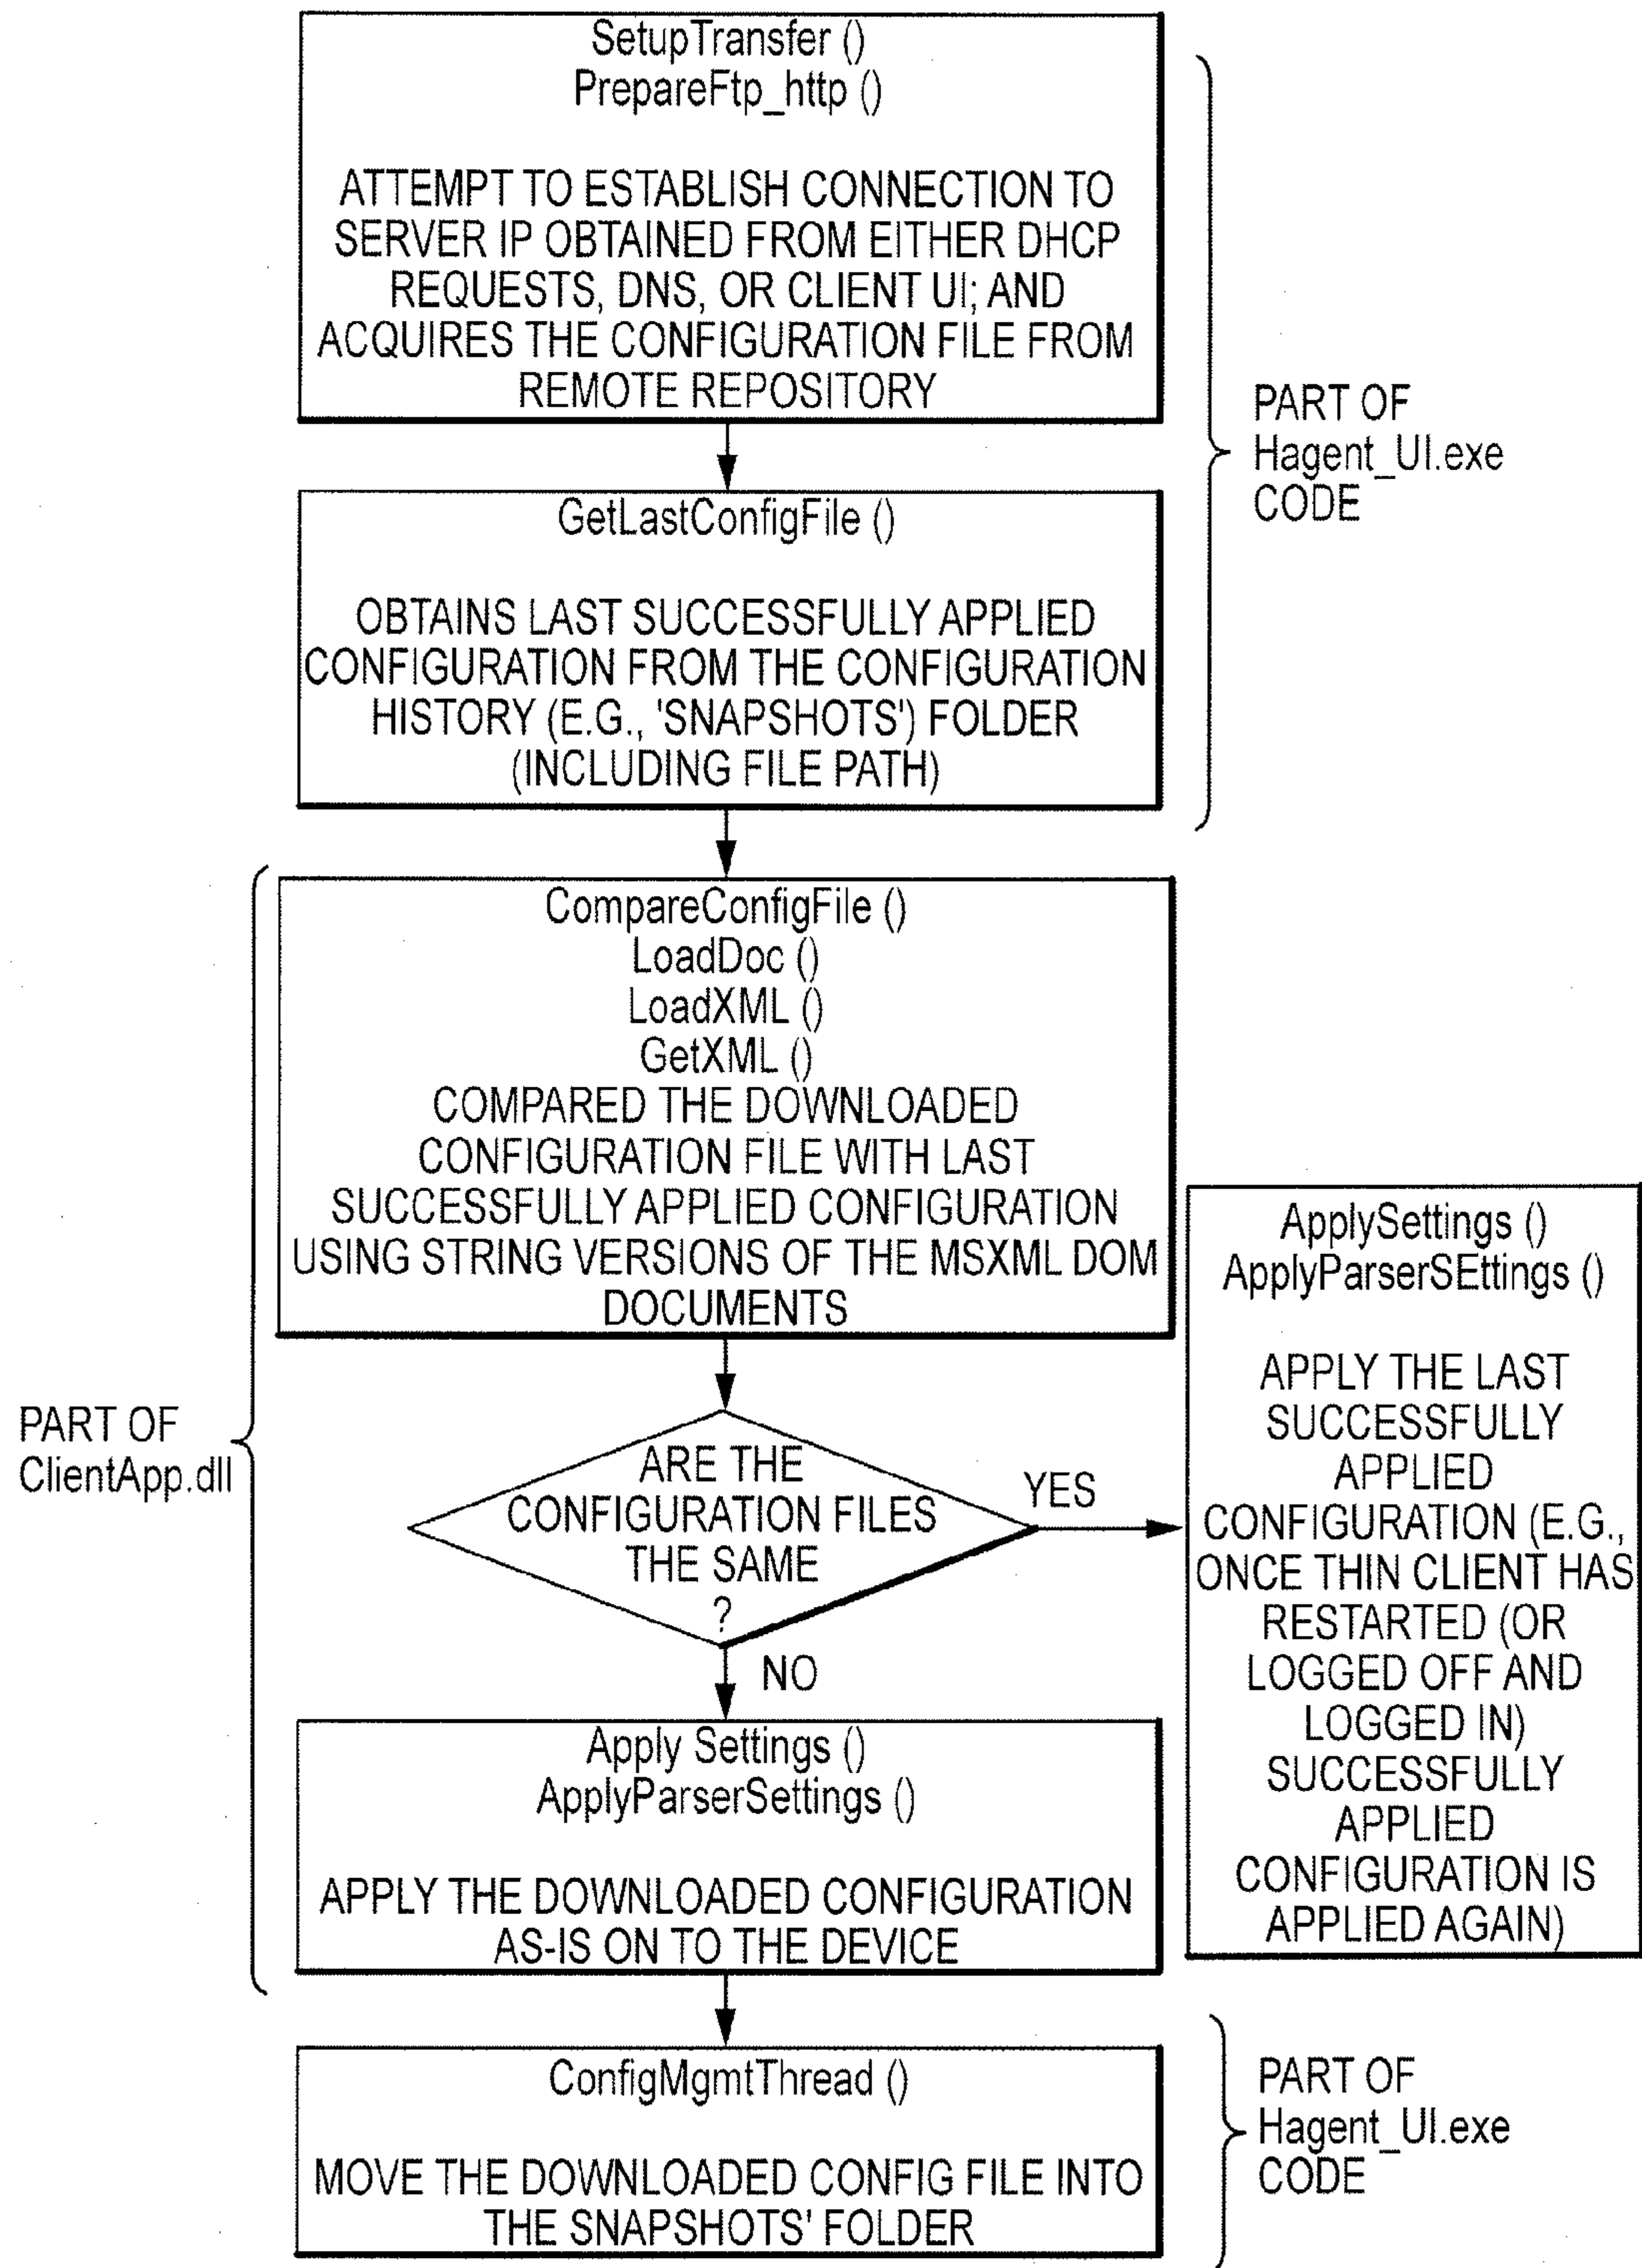 SetupTransfer ()
PrepareFtp_http ()
ATTEMPT TO ESTABLISH CONNECTION TO
SERVER IP OBTAINED FROM EITHER DHCP
REQUESTS, DNS, OR CLIENT UI; AND
ACQUIRES THE CONFIGURATION FILE FROM
REMOTE REPOSITORY
PART OF
Hagent_UI.exe
CODE
GetLastConfigFile ()
OBTAINS LAST SUCCESSFULLY APPLIED
CONFIGURATION FROM THE CONFIGURATION
HISTORY (E.G., 'SNAPSHOTS') FOLDER
(INCLUDING FILE PATH)
CompareConfigFile ()
LoadDoc ()
LoadXML ()
GetXML ()
COMPARED THE DOWNLOADED
CONFIGURATION FILE WITH LAST
SUCCESSFULLY APPLIED CONFIGURATION
USING STRING VERSIONS OF THE MSXML DOM
DOCUMENTS
PART OF
ClientApp.dll
ARE THE
CONFIGURATION FILES
THE SAME
?
YES
NO
ApplySettings ()
ApplyParserSEttings ()
APPLY THE LAST
SUCCESSFULLY
APPLIED
CONFIGURATION (E.G.,
ONCE THIN CLIENT HAS
RESTARTED (OR
LOGGED OFF AND
LOGGED IN)
SUCCESSFULLY
APPLIED
CONFIGURATION IS
APPLIED AGAIN)
Apply Settings ()
ApplyParserSettings ()
APPLY THE DOWNLOADED CONFIGURATION
AS-IS ON TO THE DEVICE
ConfigMgmtThread ()
MOVE THE DOWNLOADED CONFIG FILE INTO
THE SNAPSHOTS' FOLDER
PART OF
Hagent_UI.exe
CODE